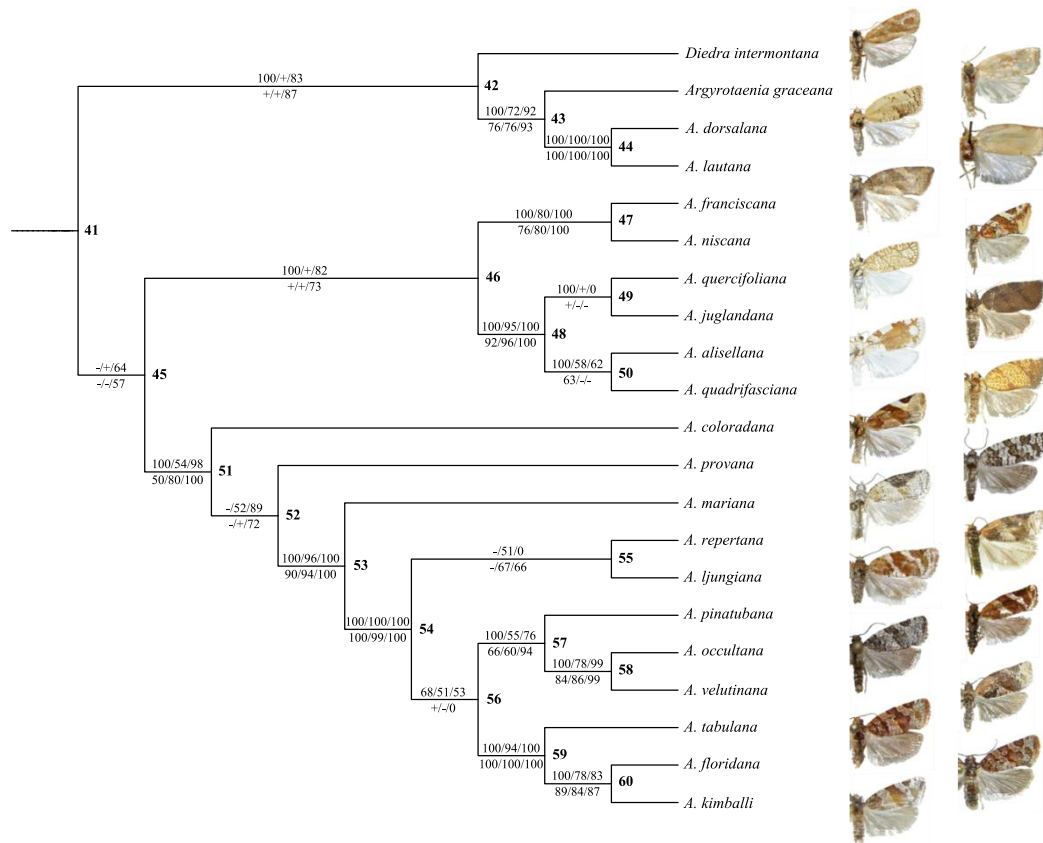 Diedra intermontana
100/+/83
+/+/87
42
Argyrotaenia graceana
100/72/92
76/76/93
43
A. dorsalana
100/100/100
100/100/100
44
A. lautana
A. franciscana
100/80/100
76/80/100
47
41
A. niscana
100/+/82
+/+/73
46
A. quercifoliana
100/+/0
+/-/-
49
A. juglandana
100/95/100
92/96/100
48
A. alisellana
-/+/64
-/-/57
45
100/58/62
63/-/-
50
A. quadrifasciana
A. coloradana
100/54/98
50/80/100
51
A. provana
-/52/89
-/+/72
52
A. mariana
A. repertana
100/96/100
90/94/100
53
-/51/0
-/67/66
55
A. ljungiana
A. pinatubana
100/100/100
100/99/100
54
100/55/76
66/60/94
57
A. occultana
100/78/99
84/86/99
58
A. velutinana
68/51/53
+/-/0
56
A. tabulana
100/94/100
100/100/100
59
A. floridana
100/78/83
89/84/87
60
A. kimballi